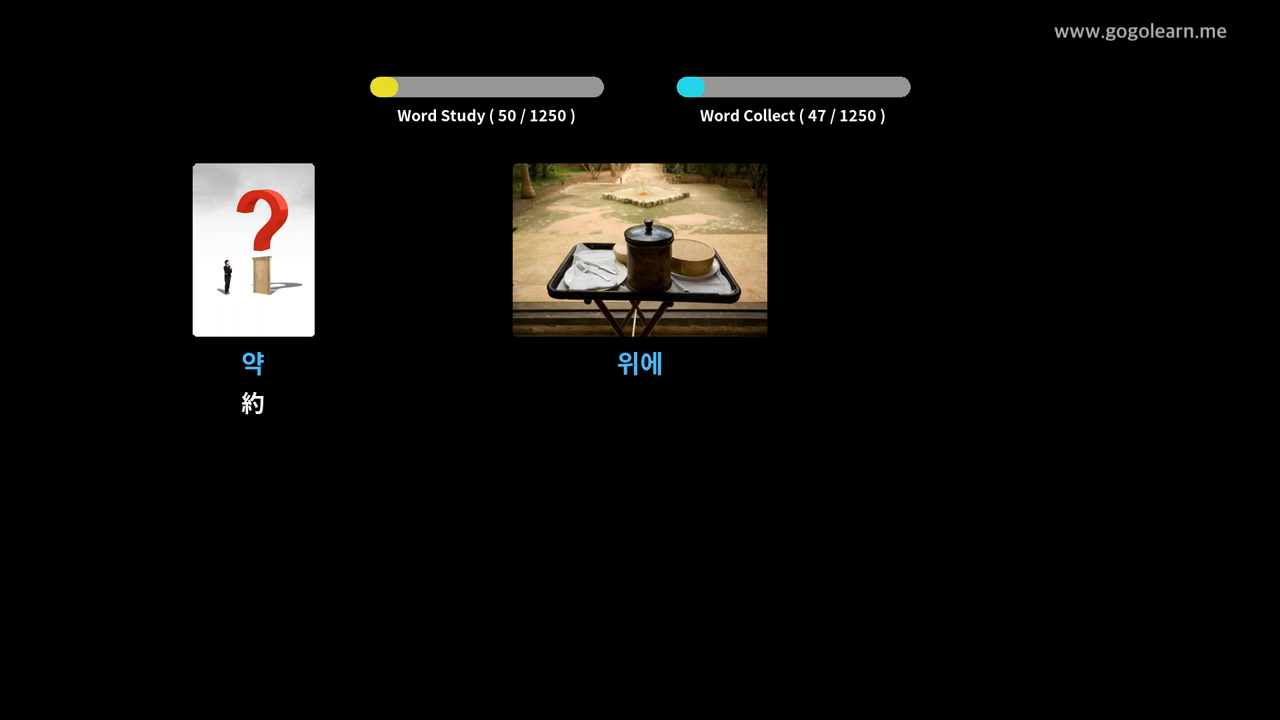 www.gogolearn.me
Word Study ( 50 / 1250 )
Word Collect ( 47 / 1250 )
?
약
約
위에